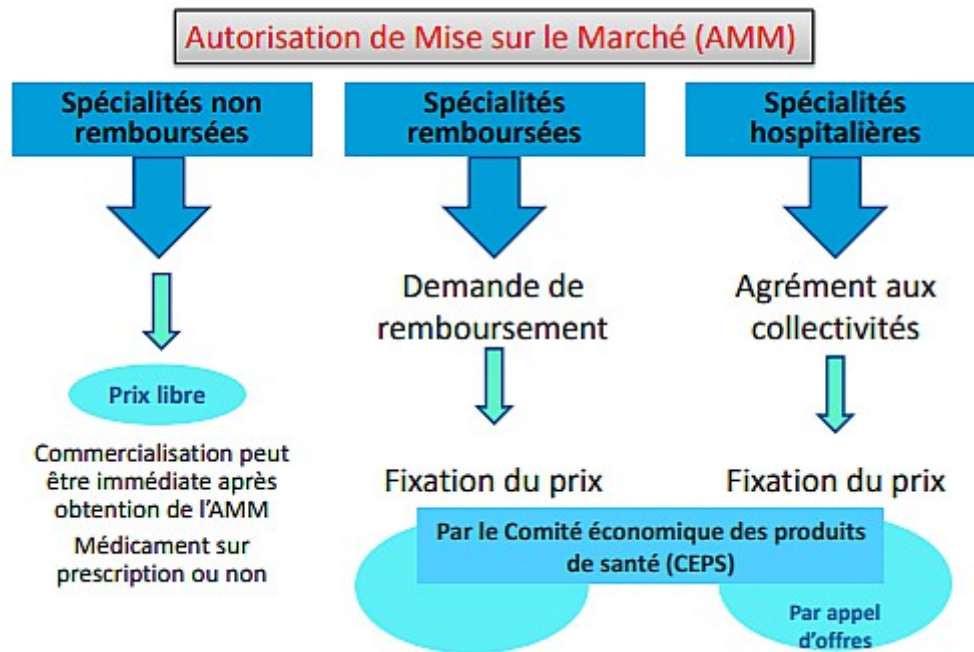 Autorisation de Mise sur le Marché (AMM)
Spécialités non
remboursées
Prix libre
Commercialisation peut
être immédiate après
obtention de l'AMM
Médicament sur
prescription ou non
Spécialités
remboursées
Demande de
remboursement
Fixation du prix
Spécialités
hospitalières
Agrément aux
collectivités
Fixation du prix
Par le Comité économique des produits
de santé (CEPS)
Par appel
d'offres